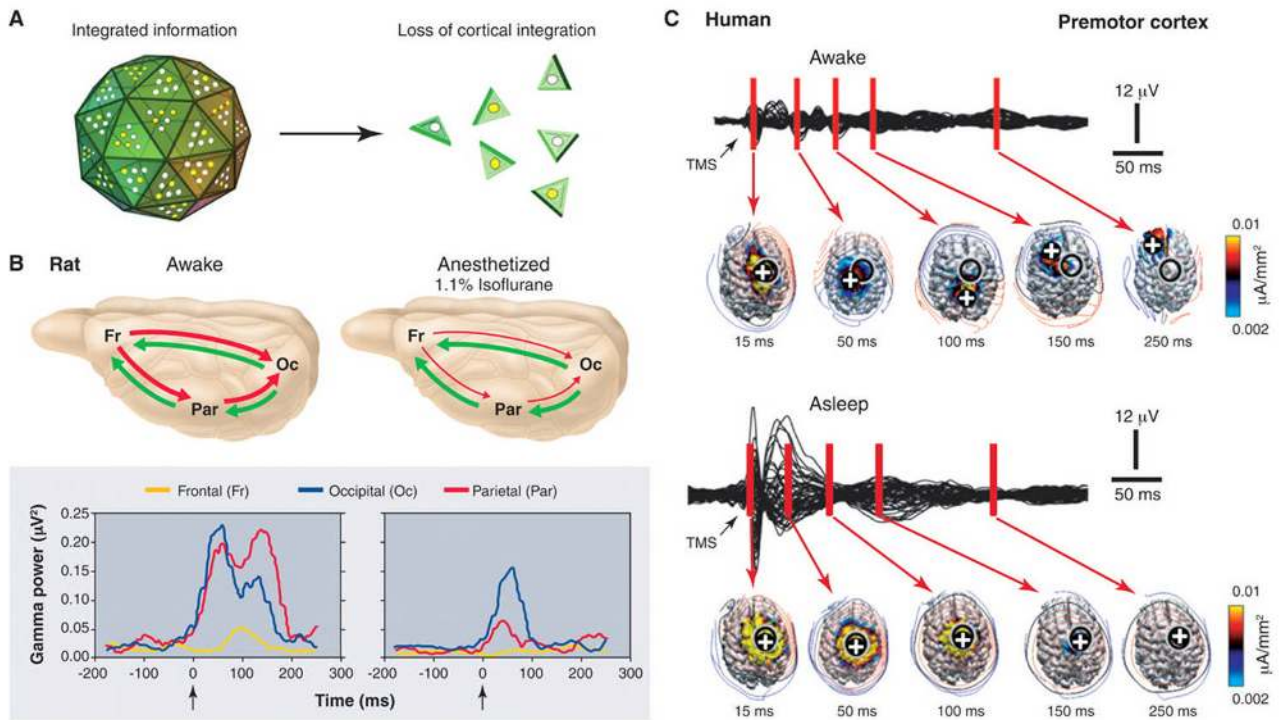 A
Integrated information
Loss of cortical integration
B
Rat
Awake
Anesthetized
1.1% Isoflurane
Fr
Oc
Par
Fr
Oc
Par
Frontal (Fr)
Occipital (Oc)
Parietal (Par)
Gamma power (μV²)
0.25
0.20
0.15
0.10
0.05
0.00
-200
-100
0
100
200
300
-200
-100
0
100
200
300
Time (ms)
C
Human
Premotor cortex
Awake
12 μV
50 ms
TMS
15 ms
50 ms
100 ms
150 ms
250 ms
0.01
μA/mm²
0.002
Asleep
12 μV
50 ms
TMS
15 ms
50 ms
100 ms
150 ms
250 ms
0.01
μA/mm²
0.002